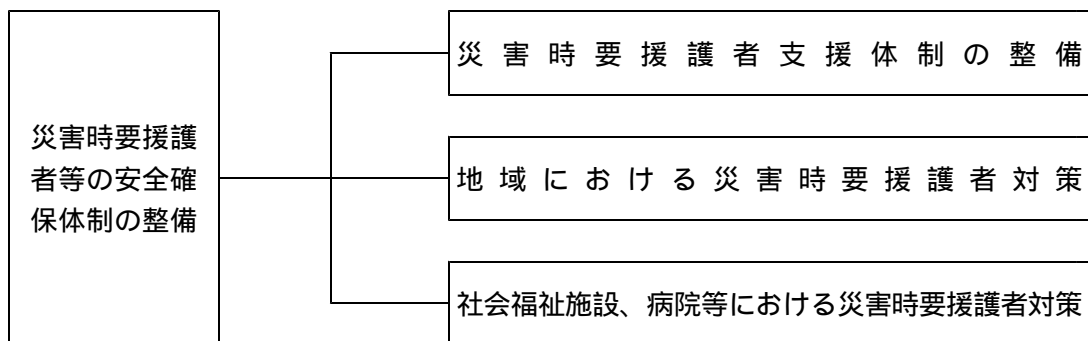 災害時要援護
者等の安全確
保体制の整備
災害時要援護者支援体制の整備
地域における災害時要援護者対策
社会福祉施設、病院等における災害時要援護者対策